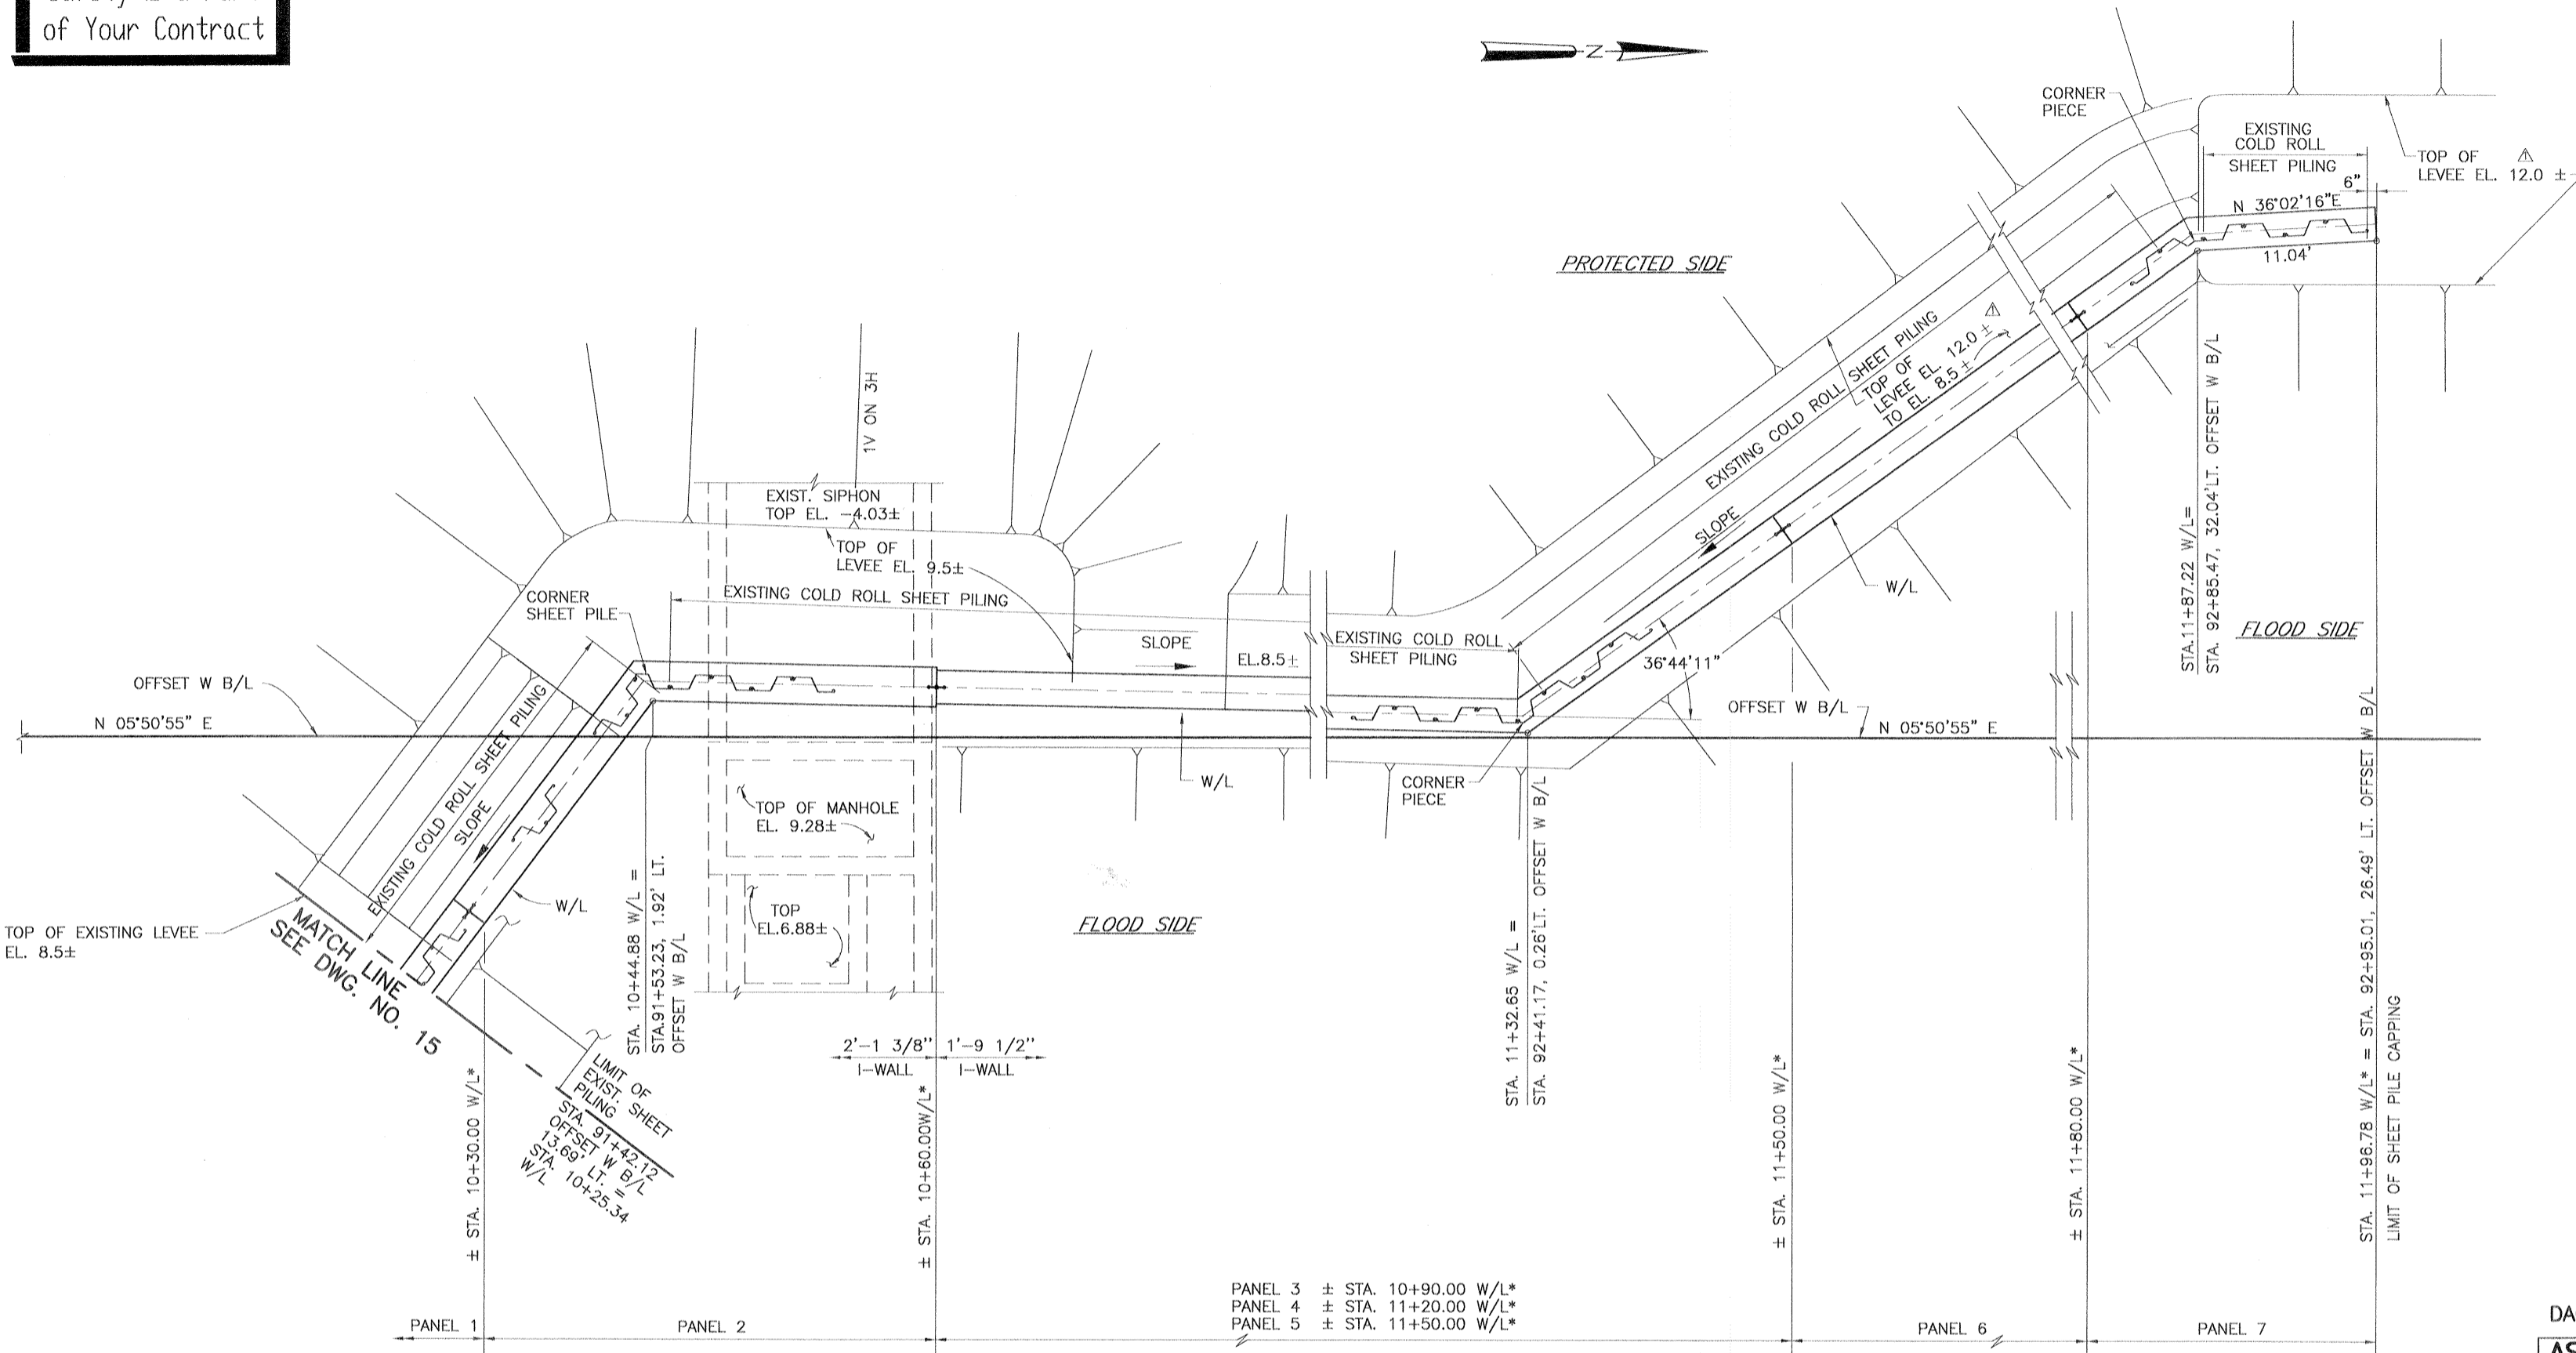 of Your Contract
N
CORNER
PIECE
EXISTING
COLD ROLL
SHEET PILING
6"
TOP OF
LEVEE EL. 12.0 ±
N 36°02'16"E
11.04'
PROTECTED SIDE
EXISTING COLD ROLL SHEET PILING
TOP OF
LEVEE EL. 12.0 ±
TO EL. 8.5 ±
SLOPE
W/L
1V ON 3H
EXIST. SIPHON
TOP EL. -4.03±
TOP OF
LEVEE EL. 9.5±
EXISTING COLD ROLL SHEET PILING
CORNER
SHEET PILE
SLOPE
EL.8.5±
EXISTING COLD ROLL
SHEET PILING
36°44'11"
FLOOD SIDE
STA.11+87.22 W/L=
STA. 92+85.47, 32.04'LT. OFFSET W B/L
OFFSET W B/L
N 05°50'55" E
OFFSET W B/L
N 05°50'55" E
EXISTING COLD ROLL SHEET PILING
SLOPE
W/L
TOP OF MANHOLE
EL. 9.28±
TOP
EL.6.88±
W/L
CORNER
PIECE
FLOOD SIDE
TOP OF EXISTING LEVEE
EL. 8.5±
MATCH LINE
SEE DWG. NO. 15
STA. 10+44.88 W/L =
STA.91+53.23, 1.92' LT.
OFFSET W B/L
2'-1 3/8"
I-WALL
1'-9 1/2"
I-WALL
STA. 11+32.65 W/L =
STA. 92+41.17, 0.26'LT. OFFSET W B/L
LIMIT OF
EXIST. SHEET
PILING
STA. 91+42.12
OFFSET W B/L
13.69' LT. =
STA. 10+25.34
W/L
± STA. 10+30.00 W/L*
± STA. 10+60.00W/L*
± STA. 11+50.00 W/L*
± STA. 11+80.00 W/L*
STA. 11+96.78 W/L* = STA. 92+95.01, 26.49' LT. OFFSET W B/L
LIMIT OF SHEET PILE CAPPING
PANEL 3 ± STA. 10+90.00 W/L*
PANEL 4 ± STA. 11+20.00 W/L*
PANEL 5 ± STA. 11+50.00 W/L*
PANEL 1
PANEL 2
PANEL 6
PANEL 7